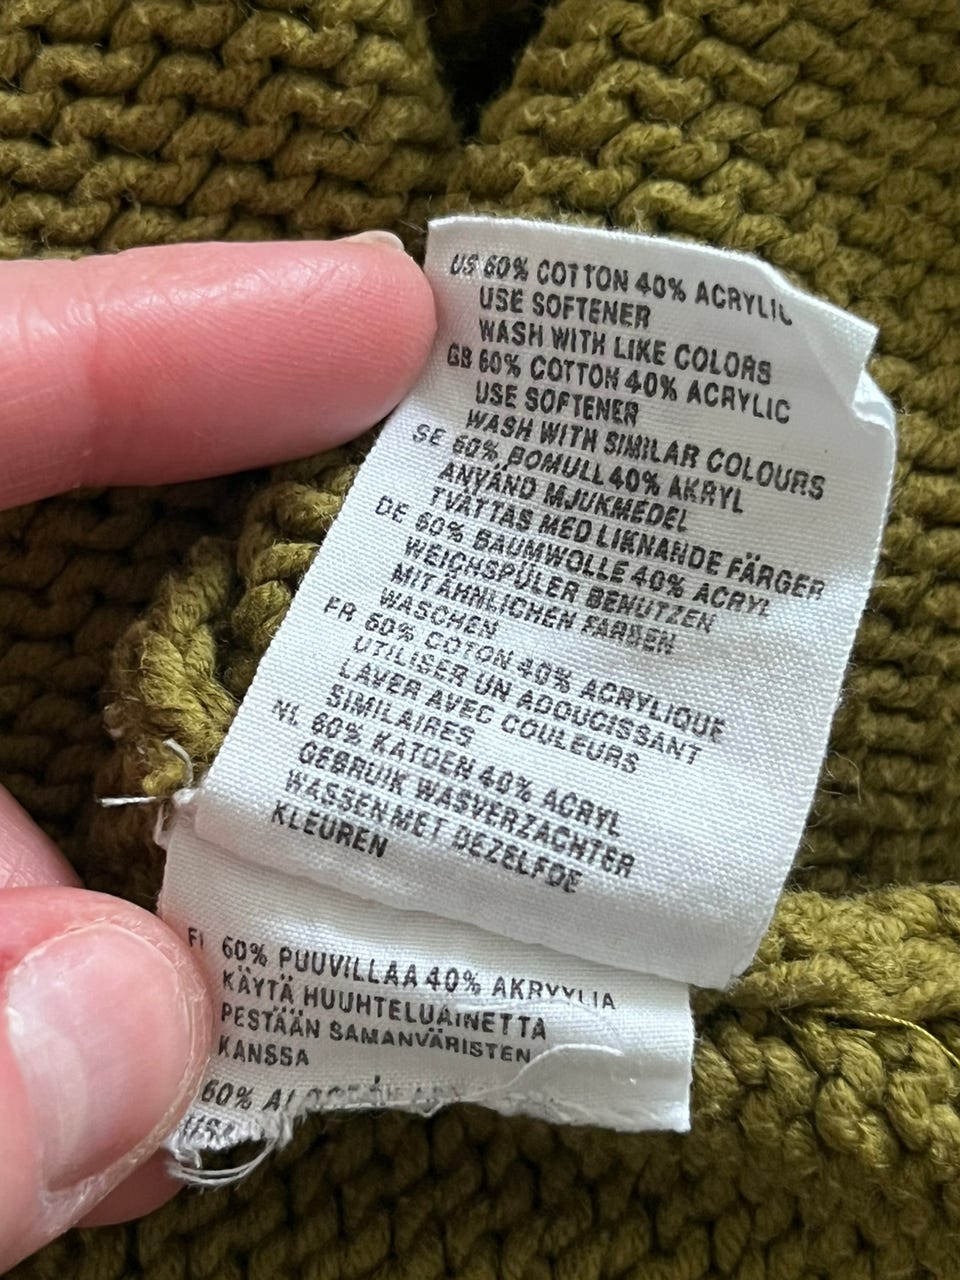 US 60% COTTON 40% ACRYLIC
USE SOFTENER
WASH WITH LIKE COLORS
GB 60% COTTON 40% ACRYLIC
USE SOFTENER
WASH WITH SIMILAR COLOURS
SE 60% BOMULL 40% AKRYL
ANVÄND MJUKMEDEL
TVÄTTAS MED LIKNANDE FÄRGER
DE 60% BAUMWOLLE 40% ACRYL
WEICHSPÜLER BENUTZEN
MIT ÄHNLICHEN FARBEN
WASCHEN
FR 60% COTON 40% ACRYLIQUE
UTILISER UN ADOUCISSANT
LAVER AVEC COULEURS
SIMILAIRES
NL 60% KATOEN 40% ACRYL
GEBRUIK WASVERZACHTER
WASSEN MET DEZELFDE
KLEUREN
FI 60% PUUVILLAA 40% AKRYYLIA
KÄYTÄ HUUHTELUAINETTA
PESTÄÄN SAMANVÄRISTEN
KANSSA
60%